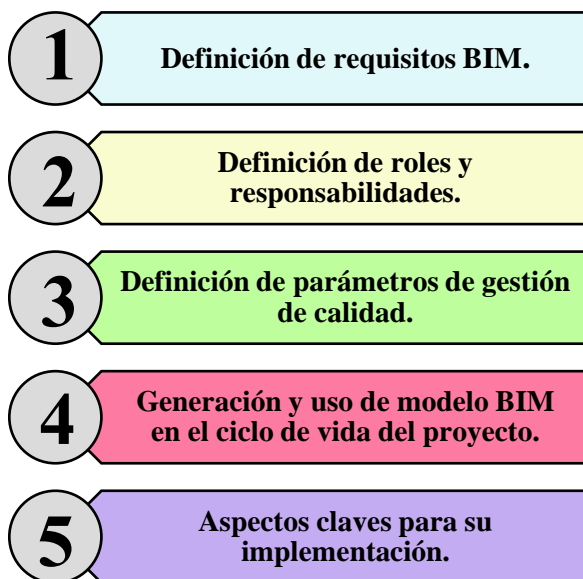 1
Definición de requisitos BIM.
2
Definición de roles y
responsabilidades.
3
Definición de parámetros de gestión
de calidad.
4
Generación y uso de modelo BIM
en el ciclo de vida del proyecto.
5
Aspectos claves para su
implementación.